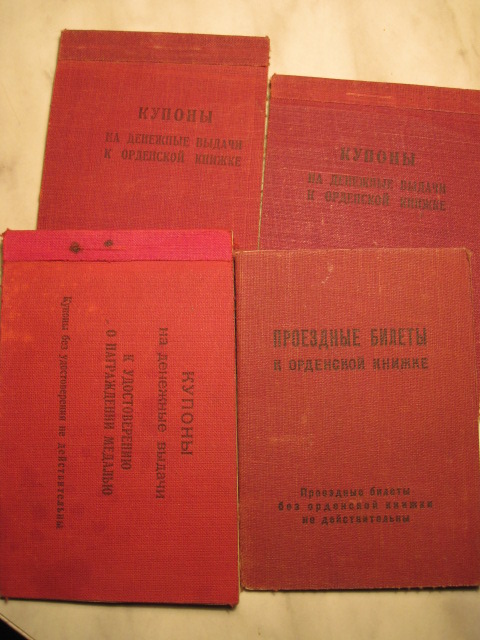 КУПОНЫ
НА ДЕНЕЖНЫЕ ВЫДАЧИ
К ОРДЕНСКОЙ КНИЖКЕ
КУПОНЫ
НА ДЕНЕЖНЫЕ ВЫДАЧИ
К ОРДЕНСКОЙ КНИЖКЕ
КУПОНЫ
на денежные выдачи
К УДОСТОВЕРЕНИЮ
О НАГРАЖДЕНИИ МЕДАЛЬЮ
Купоны без удостоверения не действительны
ПРОЕЗДНЫЕ БИЛЕТЫ
К ОРДЕНСКОЙ КНИЖКЕ
Проездные билеты
без орденской книжки
не действительны